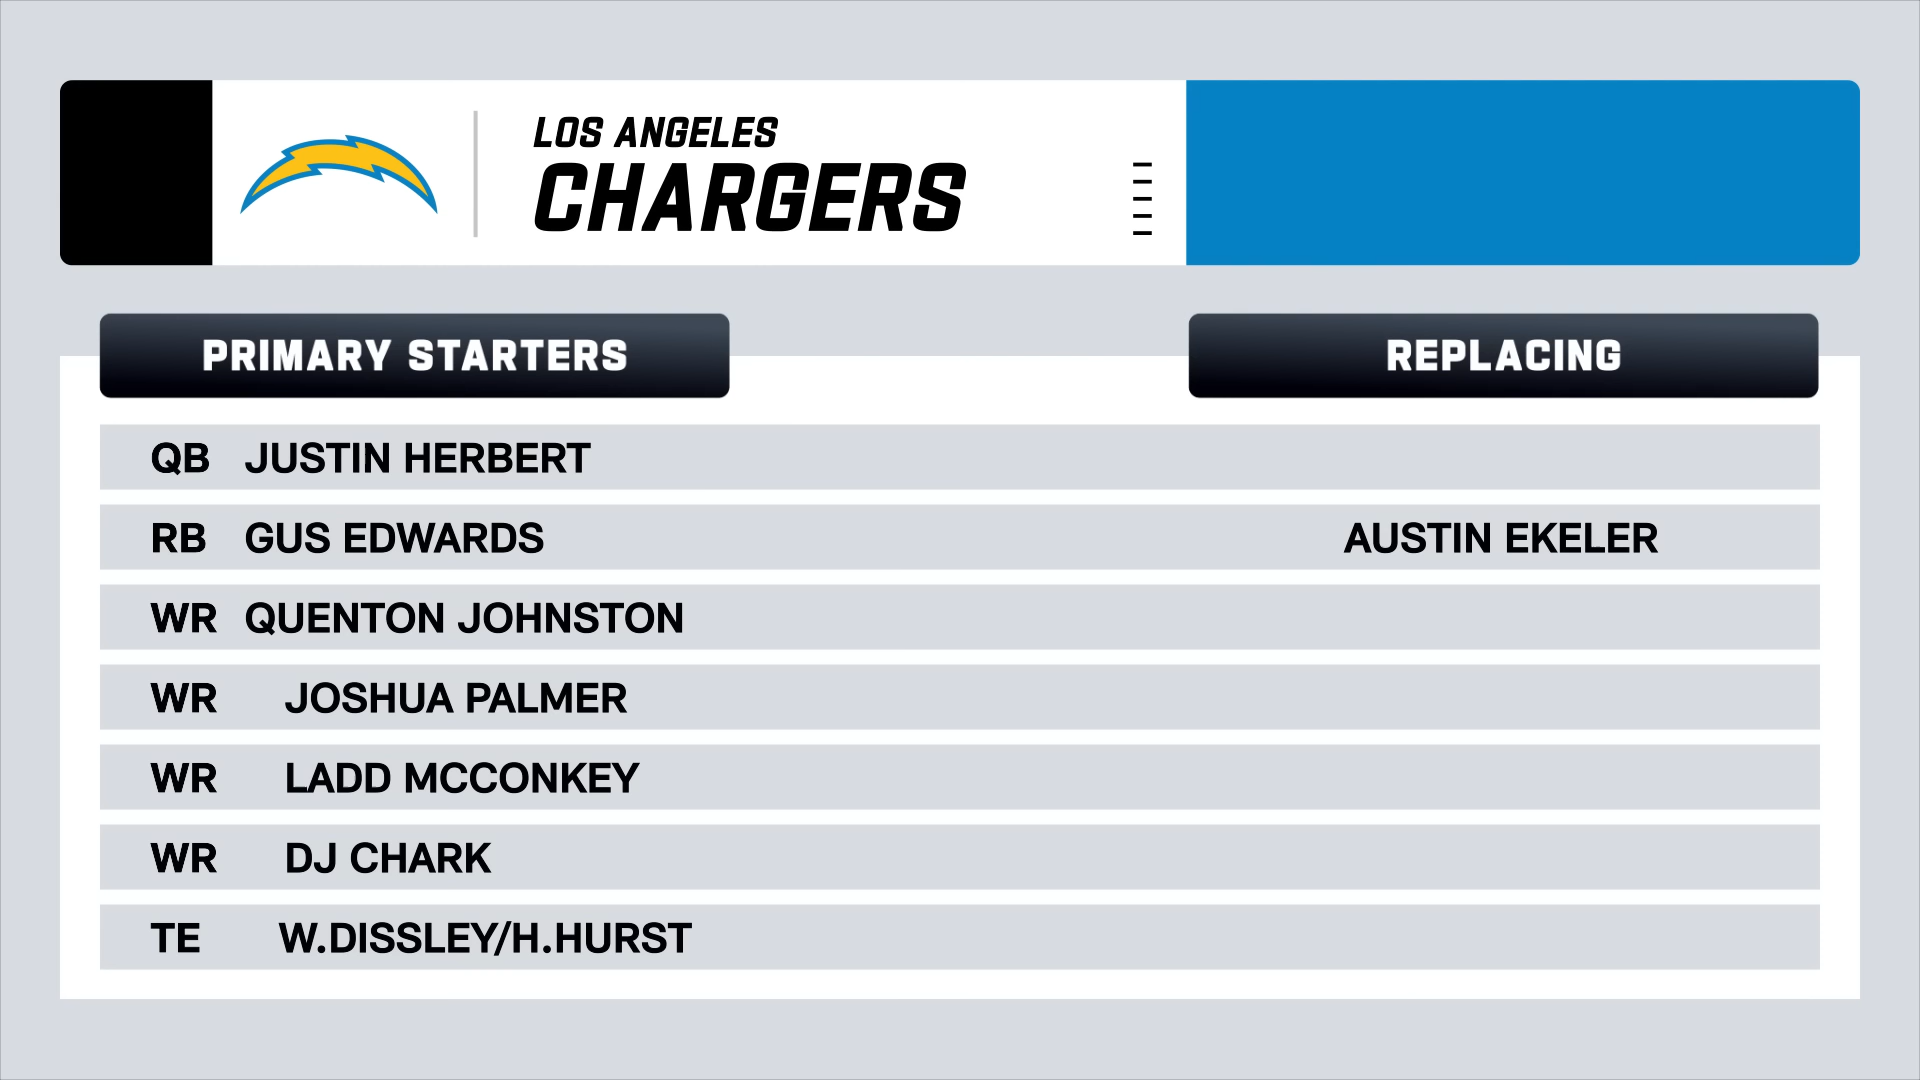 LOS ANGELES
CHARGERS
PRIMARY STARTERS REPLACING
QB JUSTIN HERBERT
RB GUS EDWARDS AUSTIN EKELER
WR QUENTON JOHNSTON
WR JOSHUA PALMER
WR LADD MCCONKEY
WR DJ CHARK
TE W.DISSLEY/H.HURST